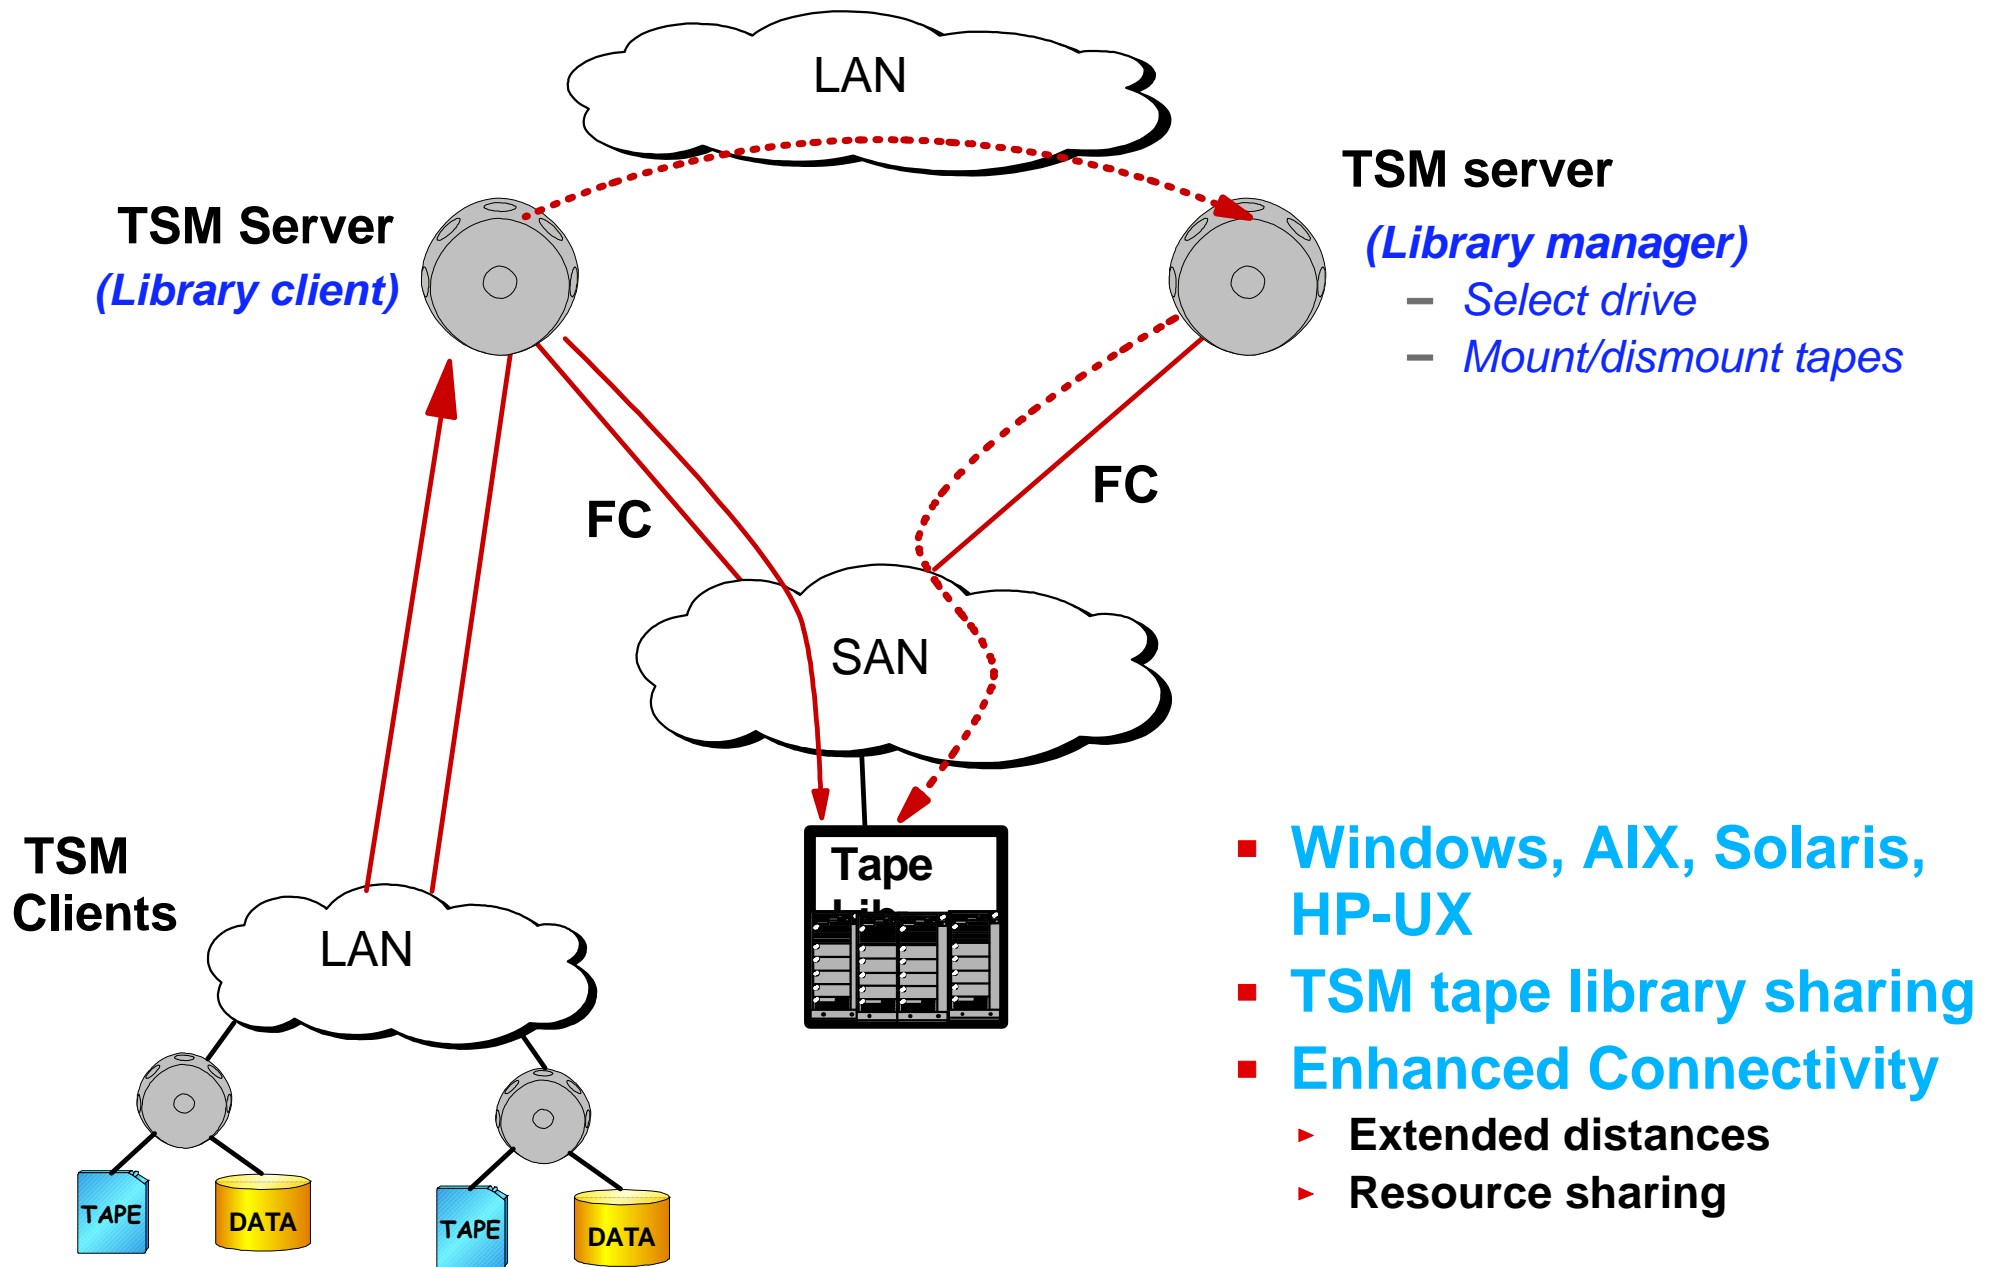 LAN
TSM Server
(Library client)
TSM server
(Library manager)
– Select drive
– Mount/dismount tapes
FC
FC
SAN
Tape
TSM
Clients
LAN
TAPE
DATA
TAPE
DATA
Windows, AIX, Solaris,
HP-UX
TSM tape library sharing
Enhanced Connectivity
Extended distances
Resource sharing